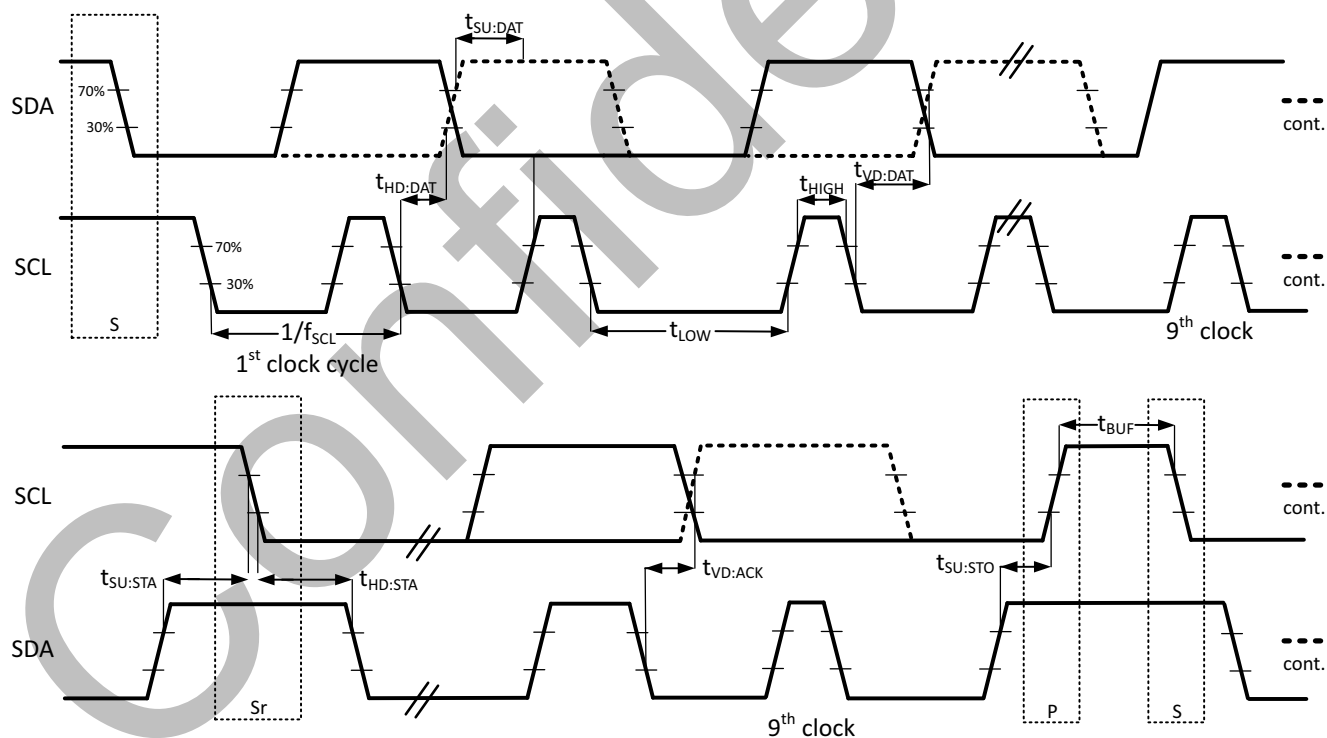 tSU:DAT
SDA
70%
30%
cont.
tHD:DAT
tHIGH
tVD:DAT
SCL
70%
30%
cont.
S
1/fSCL
1st clock cycle
tLOW
9th clock
tBUF
SCL
cont.
tSU:STA
tHD:STA
tVD:ACK
tSU:STO
SDA
cont.
Sr
P
S
9th clock
Confide